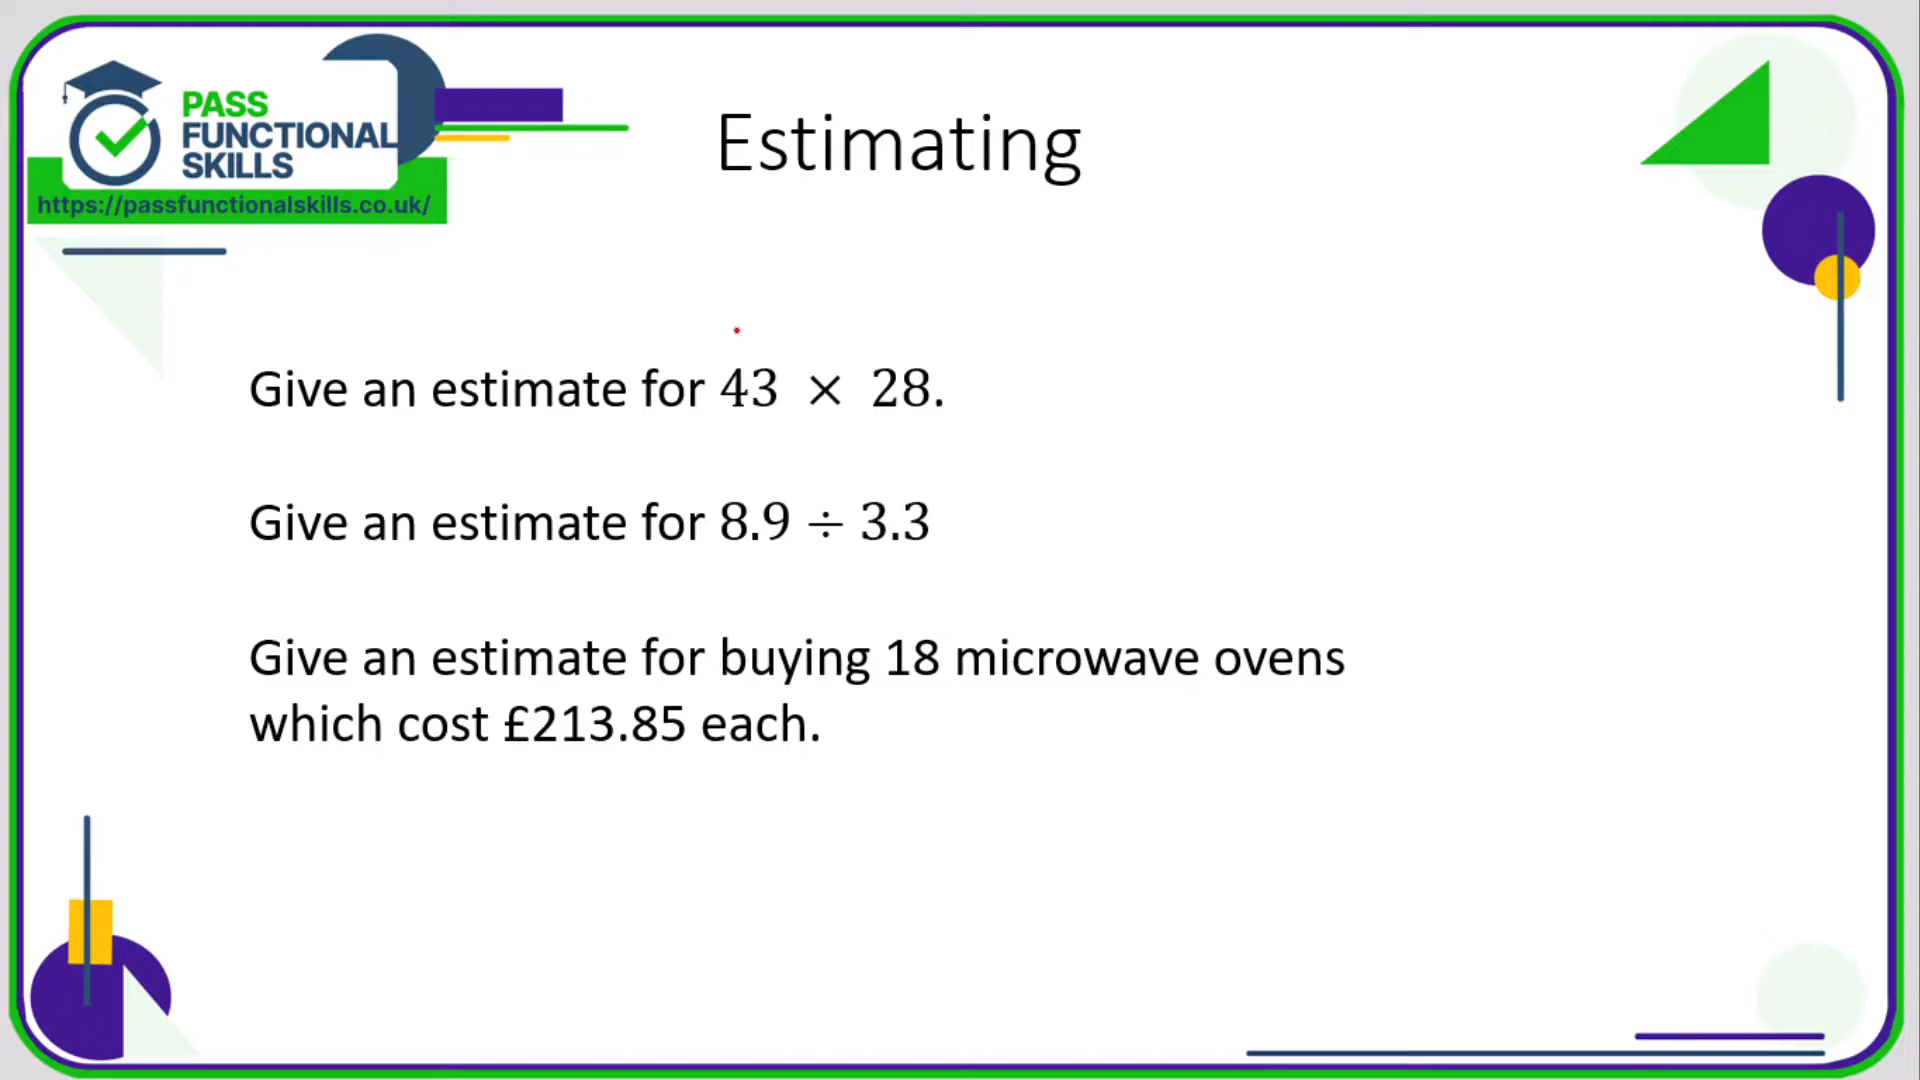 PASS
FUNCTIONAL
SKILLS
https://passfunctionalskills.co.uk/
Estimating
Give an estimate for 43 × 28.
Give an estimate for 8.9 ÷ 3.3
Give an estimate for buying 18 microwave ovens
which cost £213.85 each.